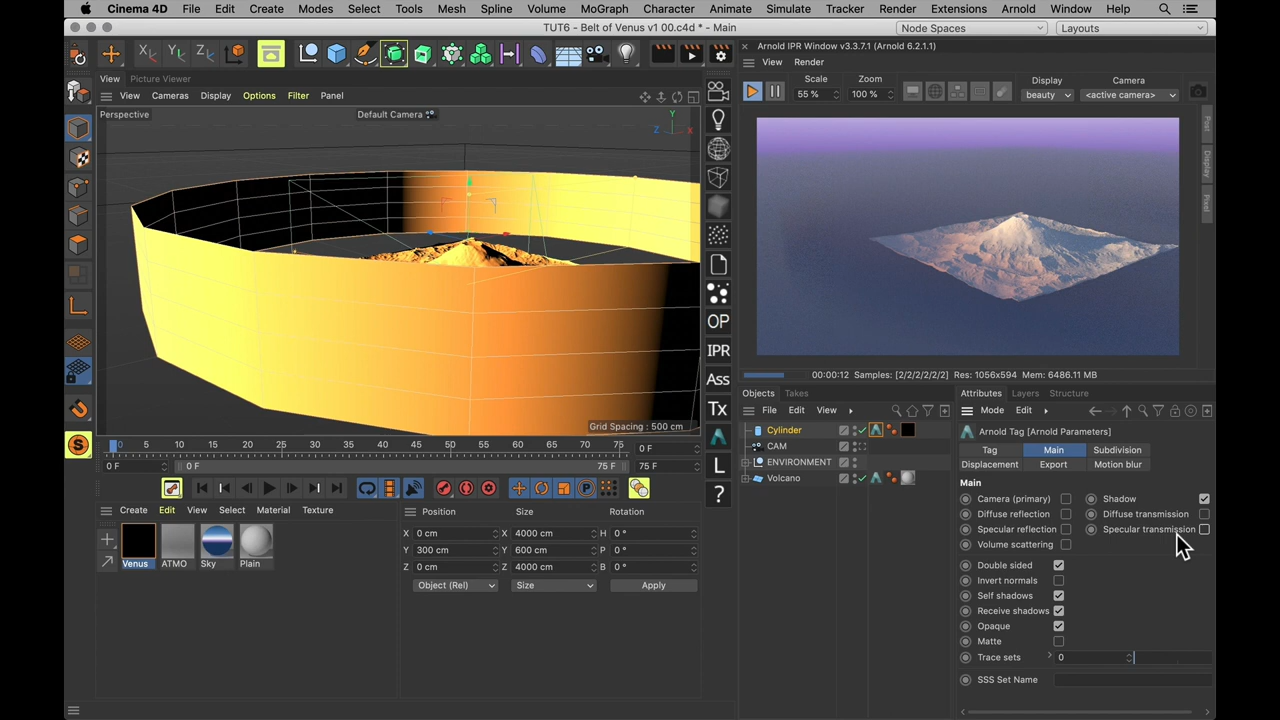 Cinema 4D File Edit Create Modes Select Tools Mesh Spline Volume MoGraph Character Animate Simulate Tracker Render Extensions Arnold Window Help
TUT6 - Belt of Venus v1 00.c4d * - Main
Node Spaces
Layouts
X Y Z
View Picture Viewer
View Cameras Display Options Filter Panel
Perspective
Default Camera
Y
Z X
Grid Spacing : 500 cm
OP
IPR
Ass
Tx
L
?
Arnold IPR Window v3.3.7.1 (Arnold 6.2.1.1)
View Render
Scale Zoom Display Camera
55 % 100 % beauty <active camera>
Post
Display
Pixel
00:00:12 Samples: [2/2/2/2/2/2] Res: 1056x594 Mem: 6486.11 MB
0 5 10 15 20 25 30 35 40 45 50 55 60 65 70 75 0 F
0 F 0 F 75 F 75 F
S
P
Create Edit View Select Material Texture
Venus ATMO Sky Plain
Position Size Rotation
X 0 cm X 4000 cm H 0 °
Y 300 cm Y 600 cm P 0 °
Z 0 cm Z 4000 cm B 0 °
Object (Rel) Size Apply
Objects Takes
File Edit View
Cylinder
CAM
ENVIRONMENT
Volcano
Attributes Layers Structure
Mode Edit
Arnold Tag [Arnold Parameters]
Tag Main Subdivision
Displacement Export Motion blur
Main
Camera (primary) Shadow
Diffuse reflection Diffuse transmission
Specular reflection Specular transmission
Volume scattering
Double sided
Invert normals
Self shadows
Receive shadows
Opaque
Matte
Trace sets 0
SSS Set Name